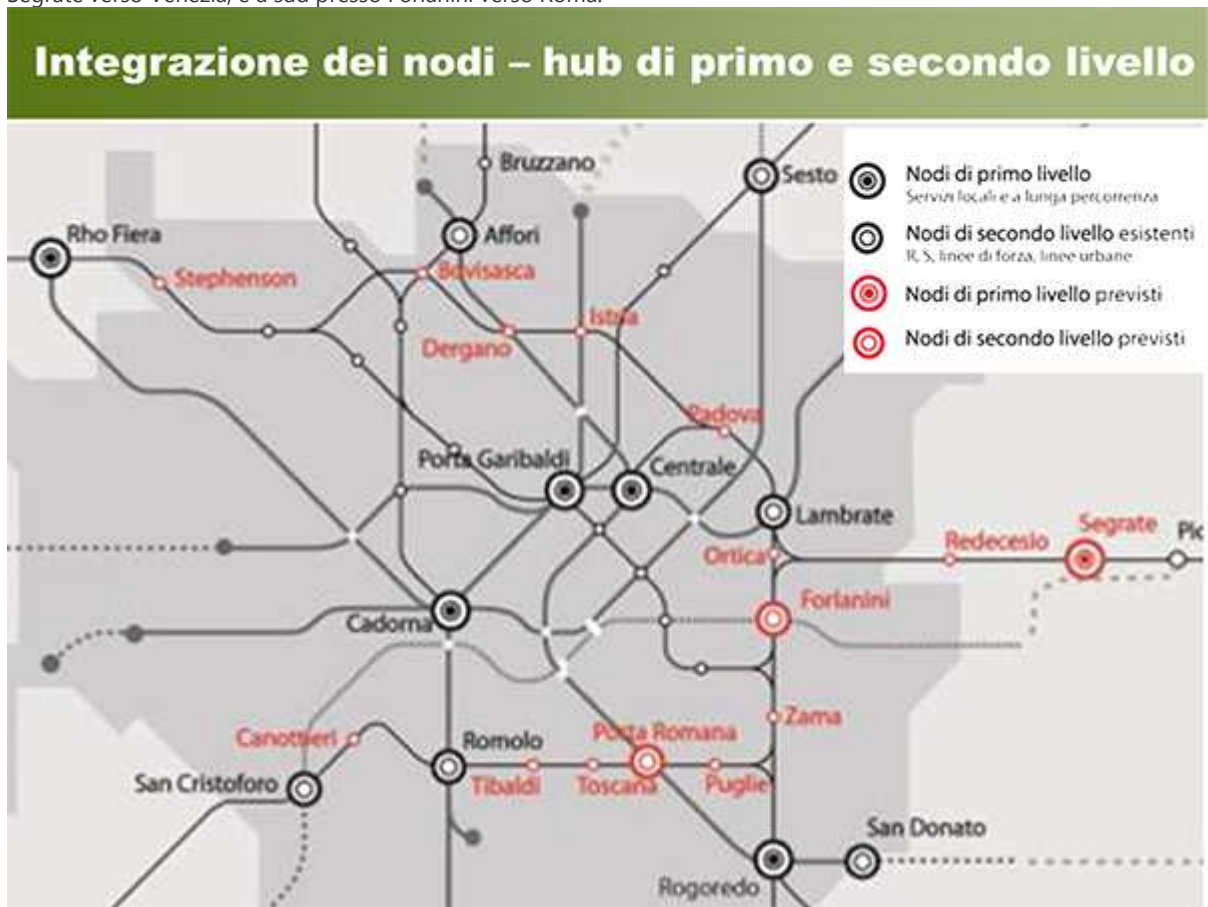 Segrate verso Venezia, e a sud presso Forlanini verso Roma.
Integrazione dei nodi – hub di primo e secondo livello
Bruzzano
Sesto
Nodi di primo livello
Servizi locali e a lunga percorrenza
Rho Fiera
Affori
Nodi di secondo livello esistenti
R, S, linee di forza, linee urbane
Stephenson
Bovisasca
Nodi di primo livello previsti
Istria
Nodi di secondo livello previsti
Dergano
Padova
Porta Garibaldi
Centrale
Lambrate
Segrate
Pio
Redecesio
Ortica
Forlanini
Cadorna
Zama
Canottieri
Romolo
Porta Romana
San Cristoforo
Tibaldi
Toscana
Puglie
San Donato
Rogoredo